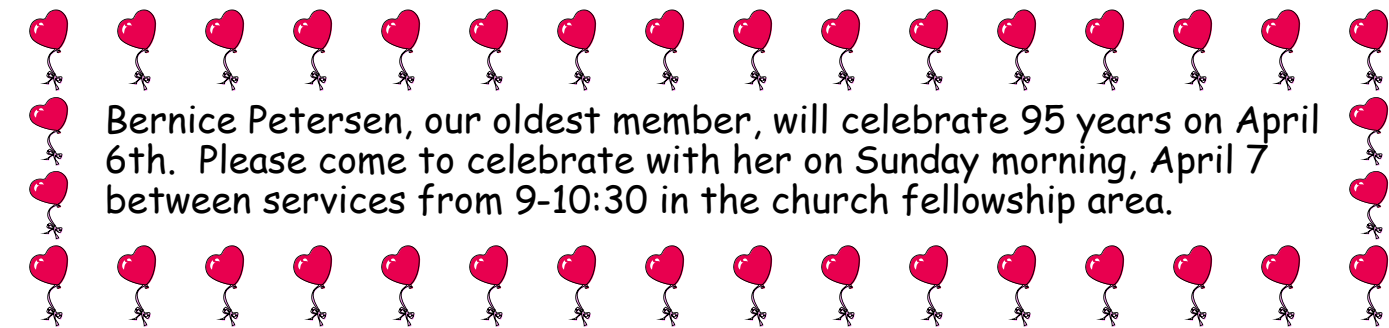 Bernice Petersen, our oldest member, will celebrate 95 years on April
6th.  Please come to celebrate with her on Sunday morning, April 7
between services from 9-10:30 in the church fellowship area.